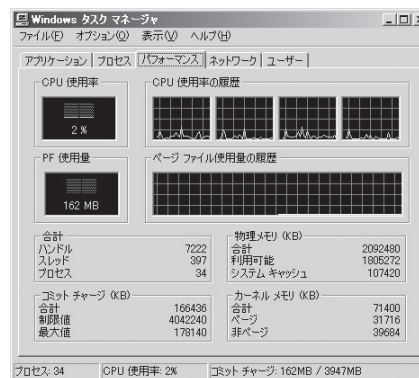 Windows タスク マネージャ
ファイル(F) オプション(O) 表示(V) ヘルプ(H)
アプリケーション プロセス パフォーマンス ネットワーク ユーザー
CPU 使用率
CPU 使用率の履歴
2 %
PF 使用量
ページ ファイル使用量の履歴
162 MB
合計
ハンドル 7222
スレッド 397
プロセス 34
物理メモリ (KB)
合計 2092480
利用可能 1805272
システム キャッシュ 107420
コミット チャージ (KB)
合計 166436
制限値 4042240
最大値 178140
カーネル メモリ (KB)
合計 71400
ページ 31716
非ページ 39684
プロセス: 34 CPU 使用率: 2% コミット チャージ: 162MB / 3947MB